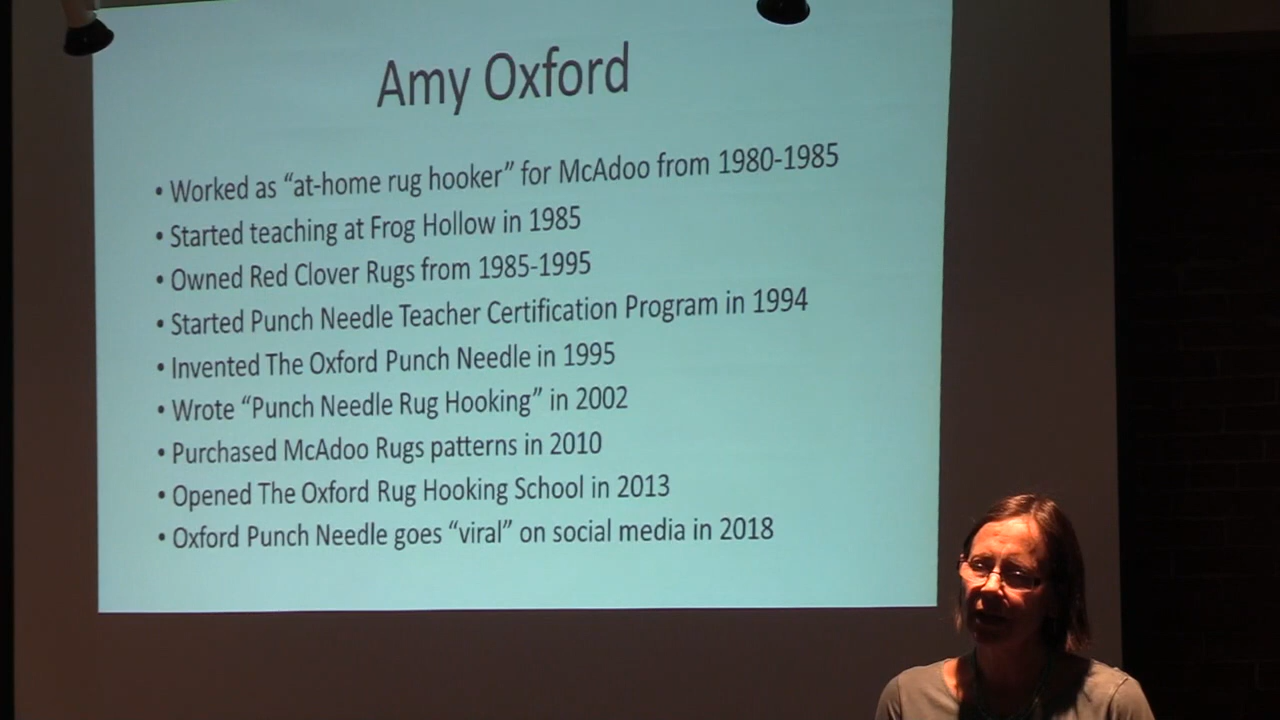 Amy Oxford
• Worked as “at-home rug hooker” for McAdoo from 1980-1985
• Started teaching at Frog Hollow in 1985
• Owned Red Clover Rugs from 1985-1995
• Started Punch Needle Teacher Certification Program in 1994
• Invented The Oxford Punch Needle in 1995
• Wrote “Punch Needle Rug Hooking” in 2002
• Purchased McAdoo Rugs patterns in 2010
• Opened The Oxford Rug Hooking School in 2013
• Oxford Punch Needle goes “viral” on social media in 2018